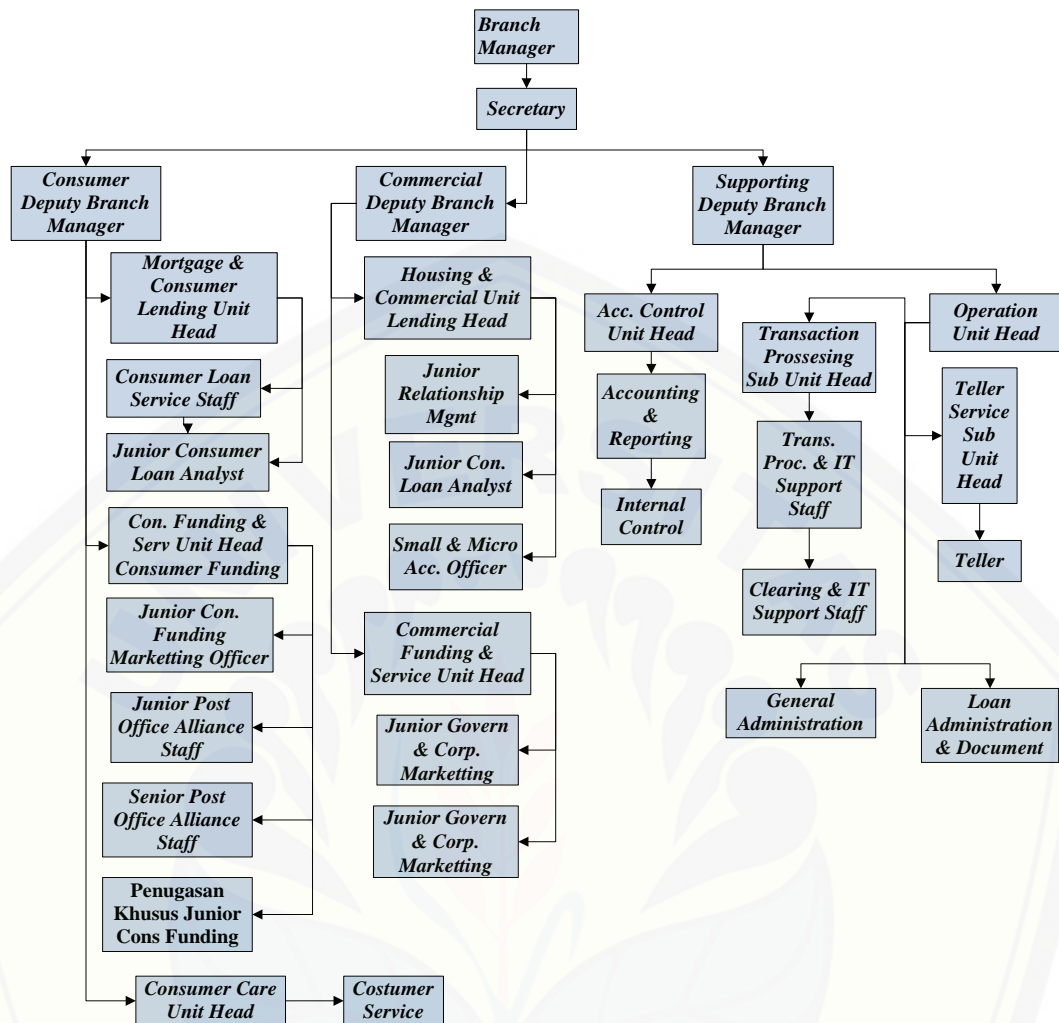 Branch
Manager
Secretary
Consumer
Deputy Branch
Manager
Commercial
Deputy Branch
Manager
Supporting
Deputy Branch
Manager
Mortgage &
Consumer
Lending Unit
Head
Consumer Loan
Service Staff
Junior Consumer
Loan Analyst
Con. Funding &
Serv Unit Head
Consumer Funding
Junior Con.
Funding
Marketting Officer
Junior Post
Office Alliance
Staff
Senior Post
Office Alliance
Staff
Penugasan
Khusus Junior
Cons Funding
Consumer Care
Unit Head
Costumer
Service
Housing &
Commercial Unit
Lending Head
Junior
Relationship
Mgmt
Junior Con.
Loan Analyst
Small & Micro
Acc. Officer
Commercial
Funding &
Service Unit Head
Junior Govern
& Corp.
Marketting
Junior Govern
& Corp.
Marketting
Acc. Control
Unit Head
Accounting
&
Reporting
Internal
Control
Transaction
Prossesing
Sub Unit Head
Trans.
Proc. & IT
Support
Staff
Clearing & IT
Support Staff
Operation
Unit Head
Teller
Service
Sub
Unit
Head
Teller
General
Administration
Loan
Administration
& Document
UNIVERSITAS